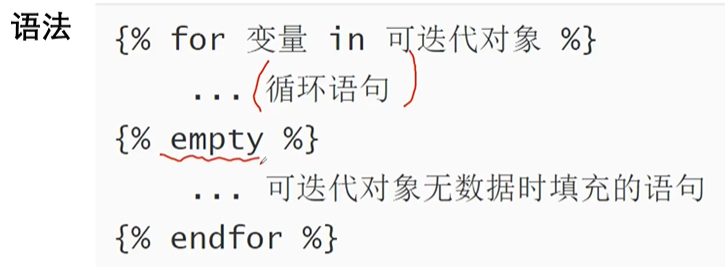 语法
{% for 变量 in 可迭代对象 %}
... 循环语句
{% empty %}
... 可迭代对象无数据时填充的语句
{% endfor %}